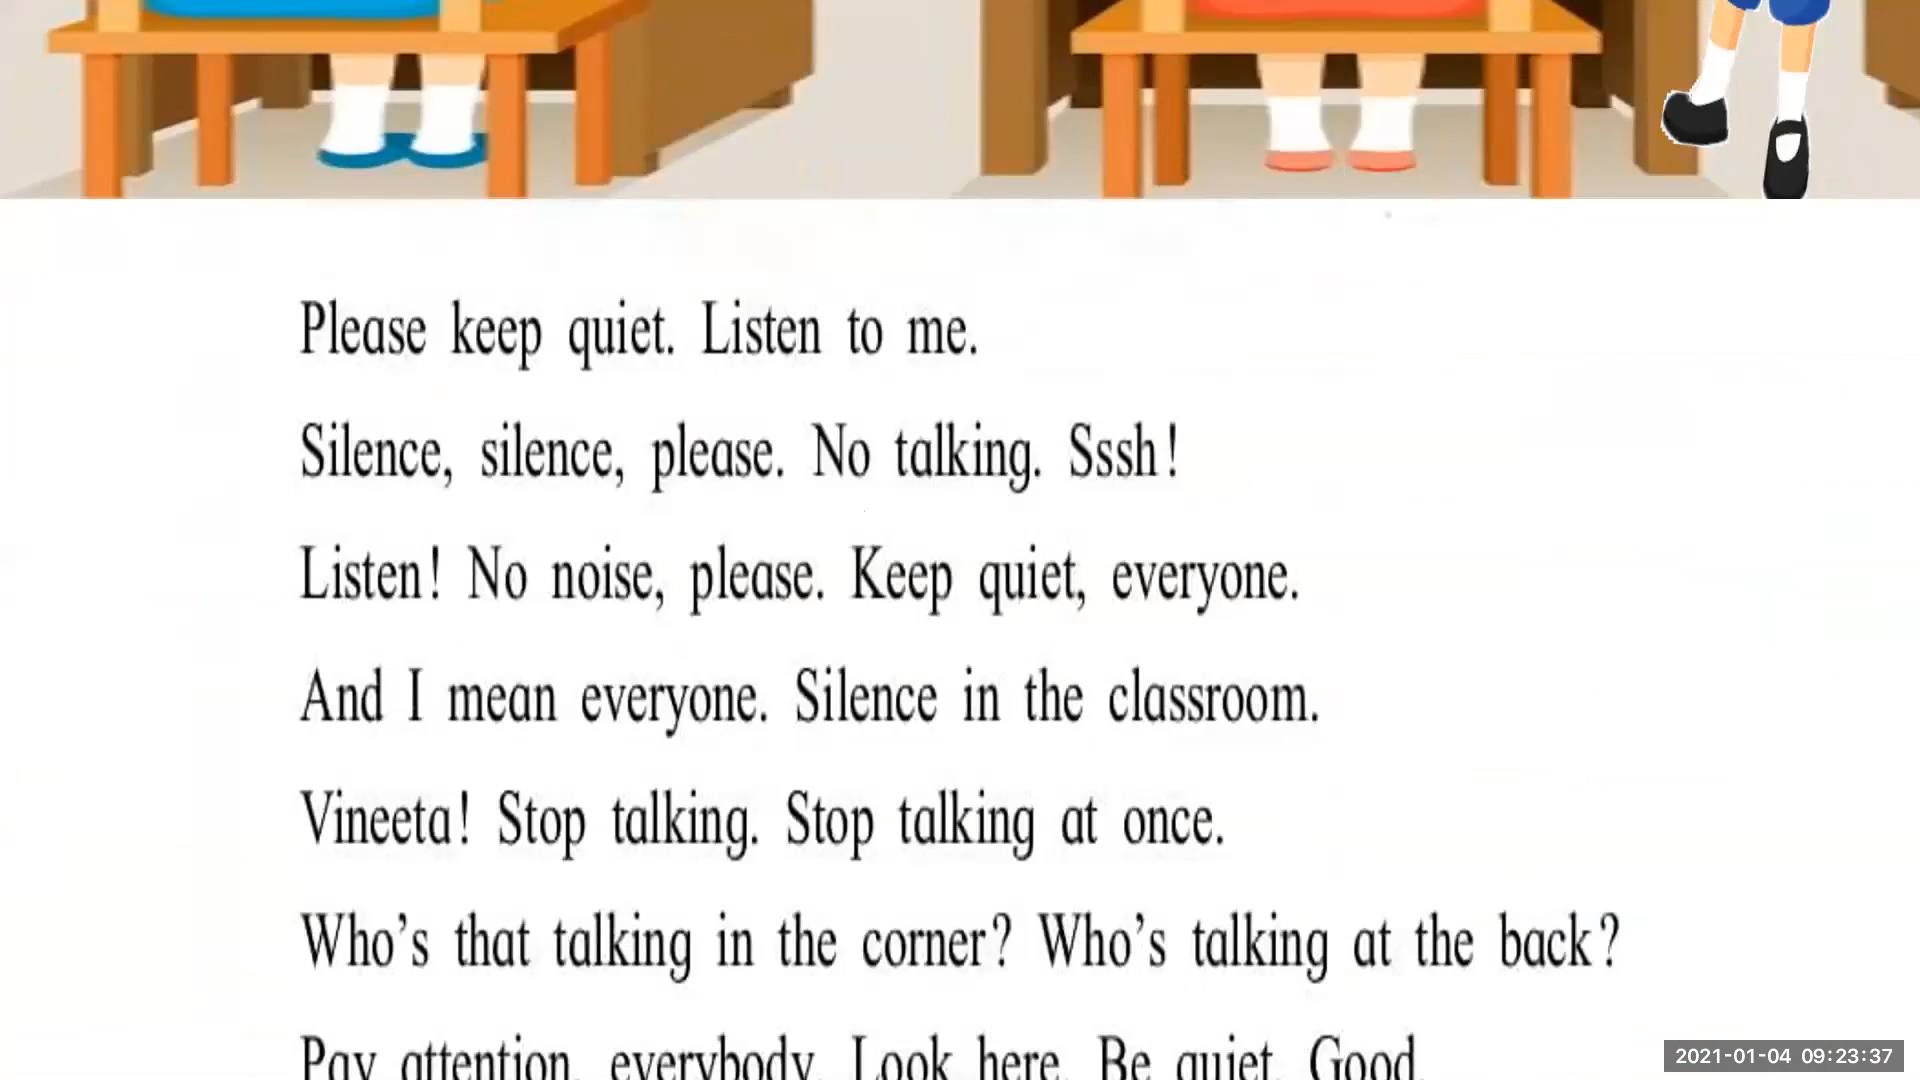 Please keep quiet. Listen to me.
Silence, silence, please. No talking. Sssh!
Listen! No noise, please. Keep quiet, everyone.
And I mean everyone. Silence in the classroom.
Vineeta! Stop talking. Stop talking at once.
Who’s that talking in the corner? Who’s talking at the back?
Pay attention, everybody. Look here. Be quiet. Good.
2021-01-04 09:23:37